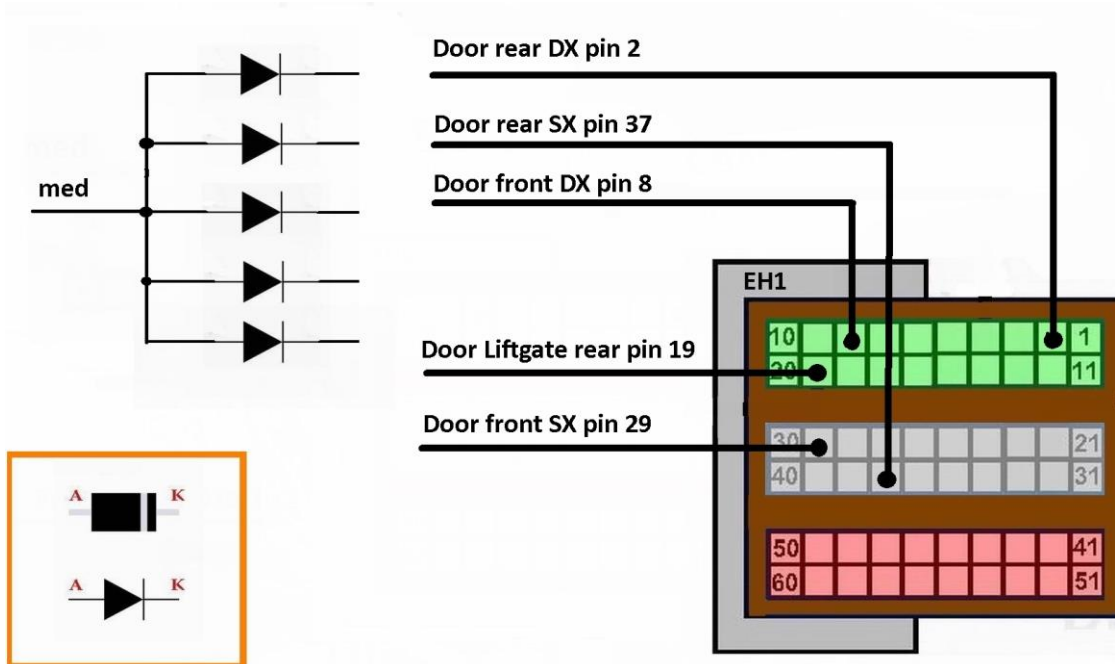 Door rear DX pin 2
Door rear SX pin 37
Door front DX pin 8
med
EH1
10 1
Door Liftgate rear pin 19
20 11
Door front SX pin 29
30 21
40 31
A K
50 41
A K
60 51